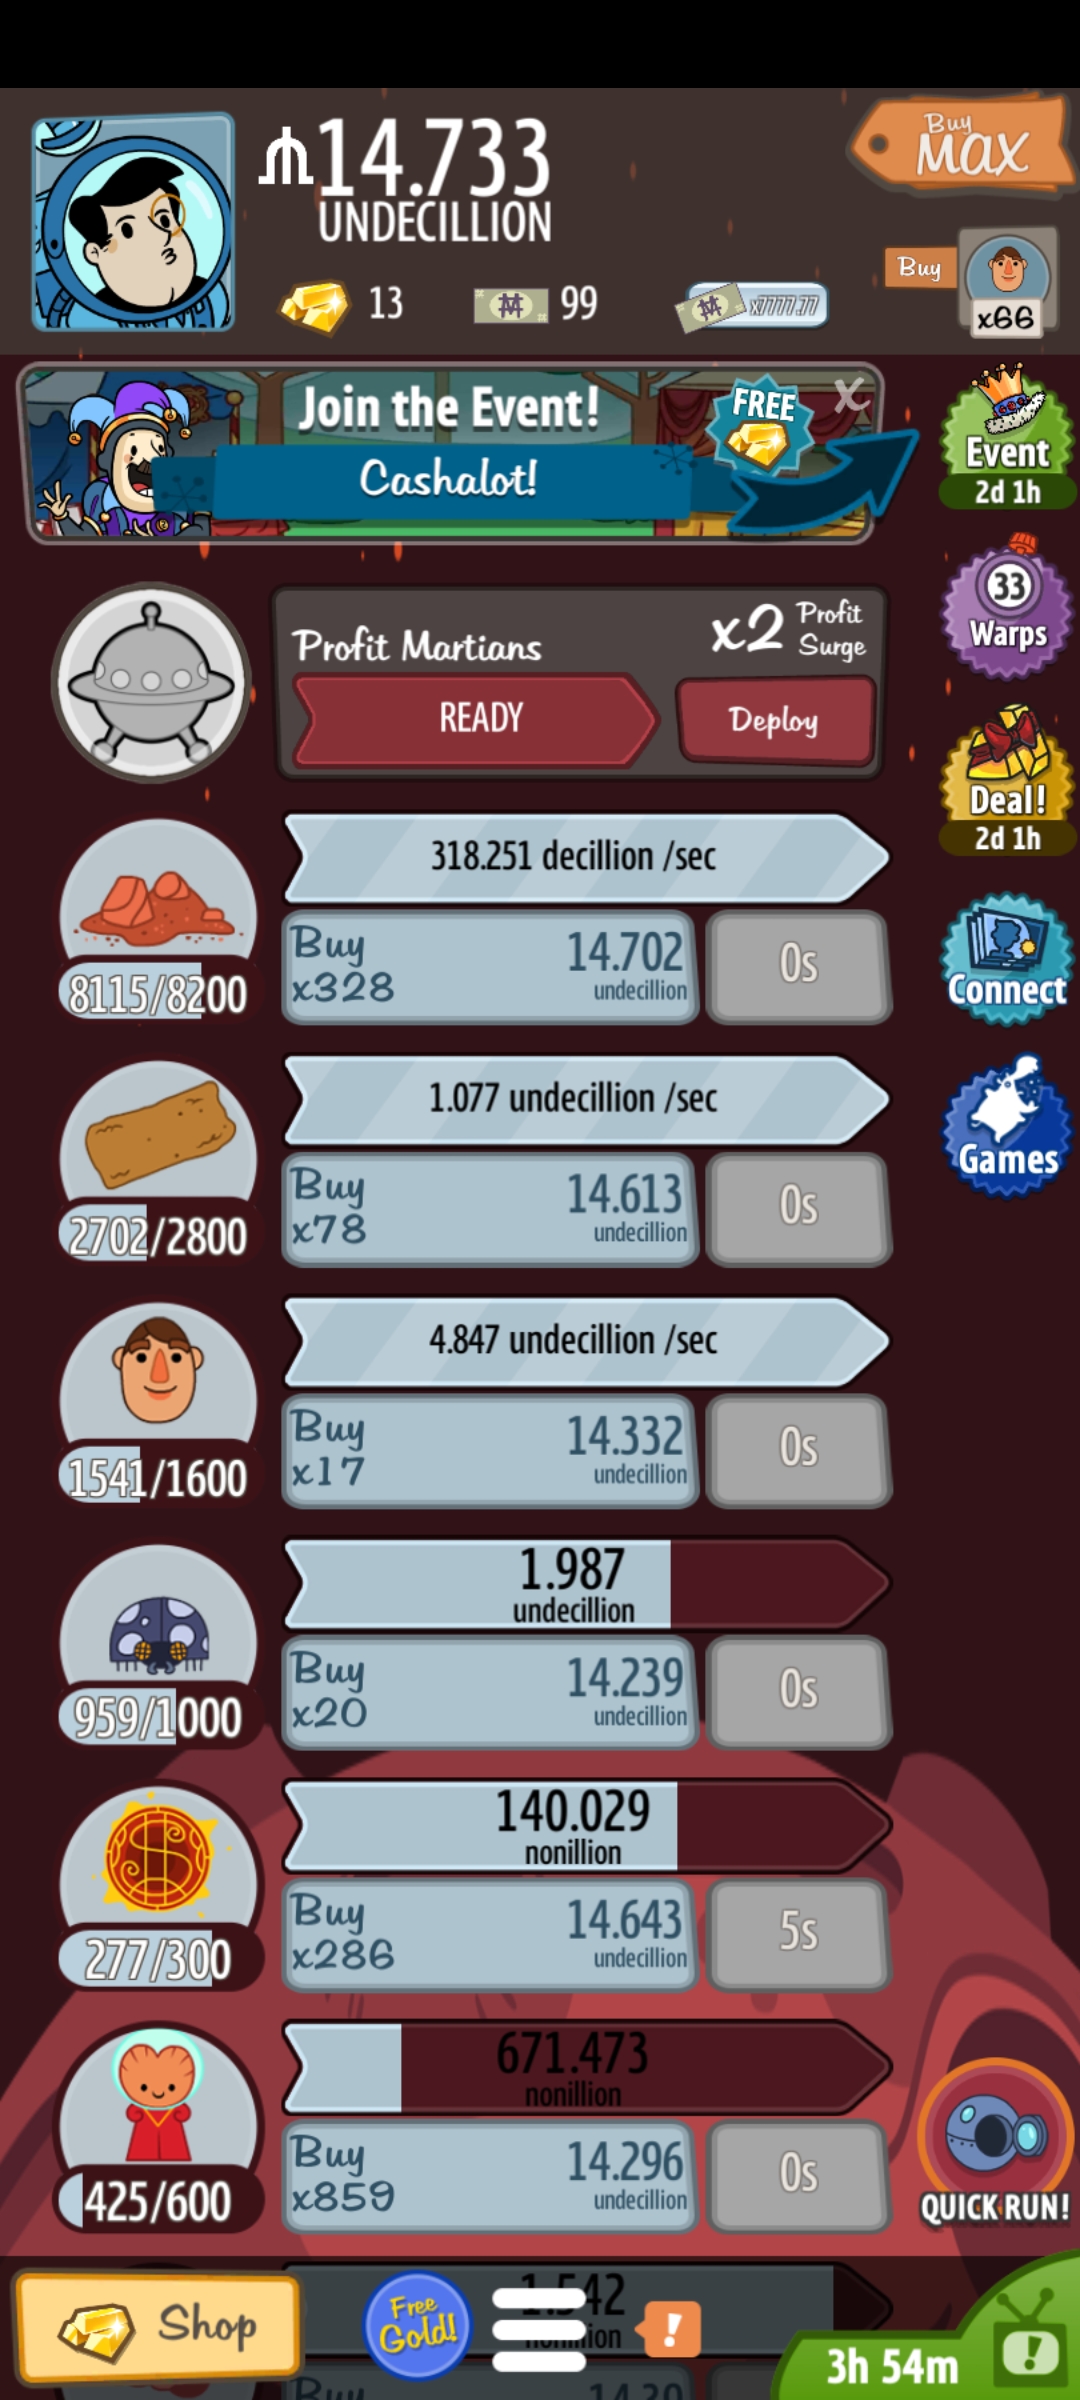 14.733
UNDECILLION
Buy
MAX
13
99
x7777.77
Buy
x66
Join the Event!
FREE
X
Cashalot!
Event
2d 1h
33
Warps
Profit Martians
x2 Profit
Surge
READY
Deploy
Deal!
2d 1h
318.251 decillion /sec
Buy
x328
14.702
undecillion
0s
8115/8200
Connect
1.077 undecillion /sec
Buy
x78
14.613
undecillion
0s
2702/2800
Games
4.847 undecillion /sec
Buy
x17
14.332
undecillion
0s
1541/1600
1.987
undecillion
Buy
x20
14.239
undecillion
0s
959/1000
140.029
nonillion
Buy
x286
14.643
undecillion
5s
277/300
671.473
nonillion
Buy
x859
14.296
undecillion
0s
425/600
QUICK RUN!
Shop
Free
Gold!
1.542
!
3h 54m
!
Buy